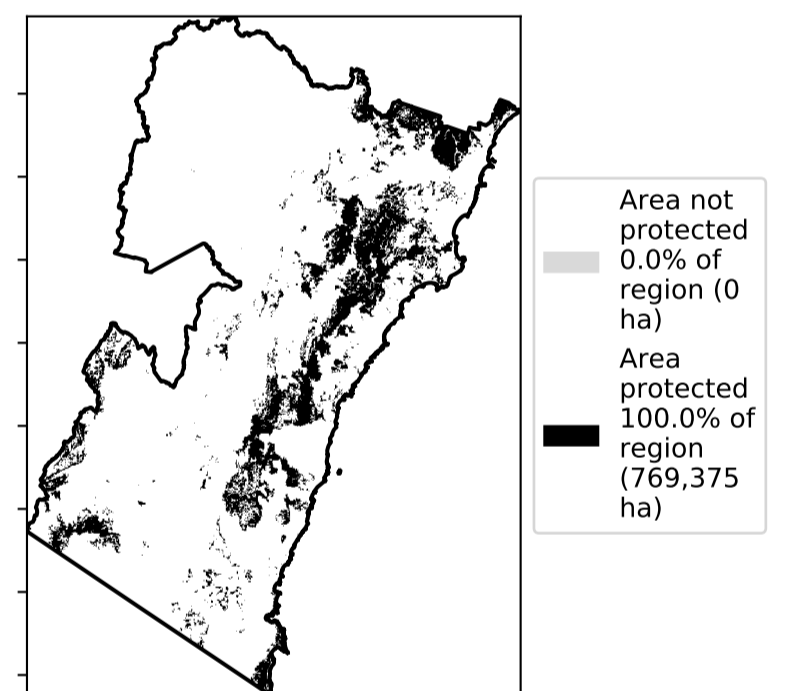 Area not
protected
0.0% of
region (0
ha)
Area
protected
100.0% of
region
(769,375
ha)